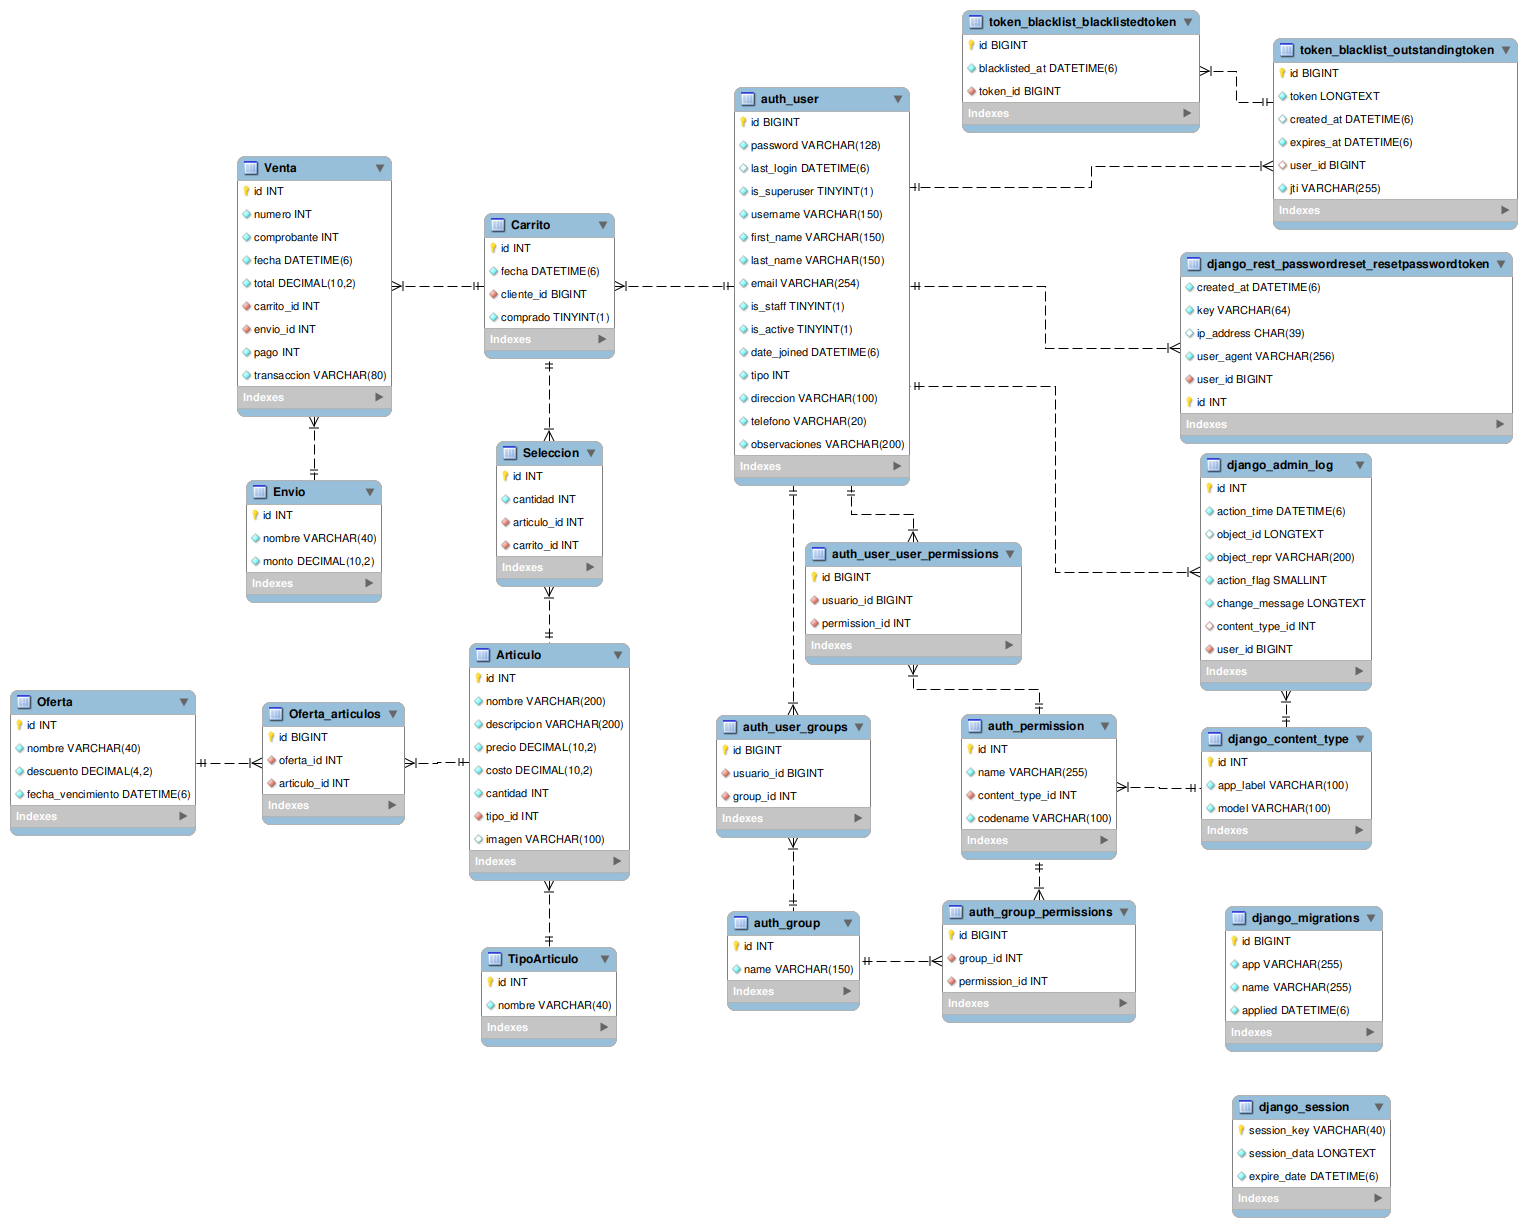 token_blacklist_blacklistedtoken
id BIGINT
blacklisted_at DATETIME(6)
token_id BIGINT
Indexes
token_blacklist_outstandingtoken
id BIGINT
token LONGTEXT
created_at DATETIME(6)
expires_at DATETIME(6)
user_id BIGINT
jti VARCHAR(255)
Indexes
auth_user
id BIGINT
password VARCHAR(128)
last_login DATETIME(6)
is_superuser TINYINT(1)
username VARCHAR(150)
first_name VARCHAR(150)
last_name VARCHAR(150)
email VARCHAR(254)
is_staff TINYINT(1)
is_active TINYINT(1)
date_joined DATETIME(6)
tipo INT
direccion VARCHAR(100)
telefono VARCHAR(20)
observaciones VARCHAR(200)
Indexes
Venta
id INT
numero INT
comprobante INT
fecha DATETIME(6)
total DECIMAL(10,2)
carrito_id INT
envio_id INT
pago INT
transaccion VARCHAR(80)
Indexes
Carrito
id INT
fecha DATETIME(6)
cliente_id BIGINT
comprado TINYINT(1)
Indexes
django_rest_passwordreset_resetpasswordtoken
created_at DATETIME(6)
key VARCHAR(64)
ip_address CHAR(39)
user_agent VARCHAR(256)
user_id BIGINT
id INT
Indexes
Seleccion
id INT
cantidad INT
articulo_id INT
carrito_id INT
Indexes
django_admin_log
id INT
action_time DATETIME(6)
object_id LONGTEXT
object_repr VARCHAR(200)
action_flag SMALLINT
change_message LONGTEXT
content_type_id INT
user_id BIGINT
Indexes
Envio
id INT
nombre VARCHAR(40)
monto DECIMAL(10,2)
Indexes
auth_user_user_permissions
id BIGINT
usuario_id BIGINT
permission_id INT
Indexes
Articulo
id INT
nombre VARCHAR(200)
descripcion VARCHAR(200)
precio DECIMAL(10,2)
costo DECIMAL(10,2)
cantidad INT
tipo_id INT
imagen VARCHAR(100)
Indexes
Oferta
id INT
nombre VARCHAR(40)
descuento DECIMAL(4,2)
fecha_vencimiento DATETIME(6)
Indexes
Oferta_articulos
id BIGINT
oferta_id INT
articulo_id INT
Indexes
auth_user_groups
id BIGINT
usuario_id BIGINT
group_id INT
Indexes
auth_permission
id INT
name VARCHAR(255)
content_type_id INT
codename VARCHAR(100)
Indexes
django_content_type
id INT
app_label VARCHAR(100)
model VARCHAR(100)
Indexes
auth_group
id INT
name VARCHAR(150)
Indexes
auth_group_permissions
id BIGINT
group_id INT
permission_id INT
Indexes
django_migrations
id BIGINT
app VARCHAR(255)
name VARCHAR(255)
applied DATETIME(6)
Indexes
TipoArticulo
id INT
nombre VARCHAR(40)
Indexes
django_session
session_key VARCHAR(40)
session_data LONGTEXT
expire_date DATETIME(6)
Indexes